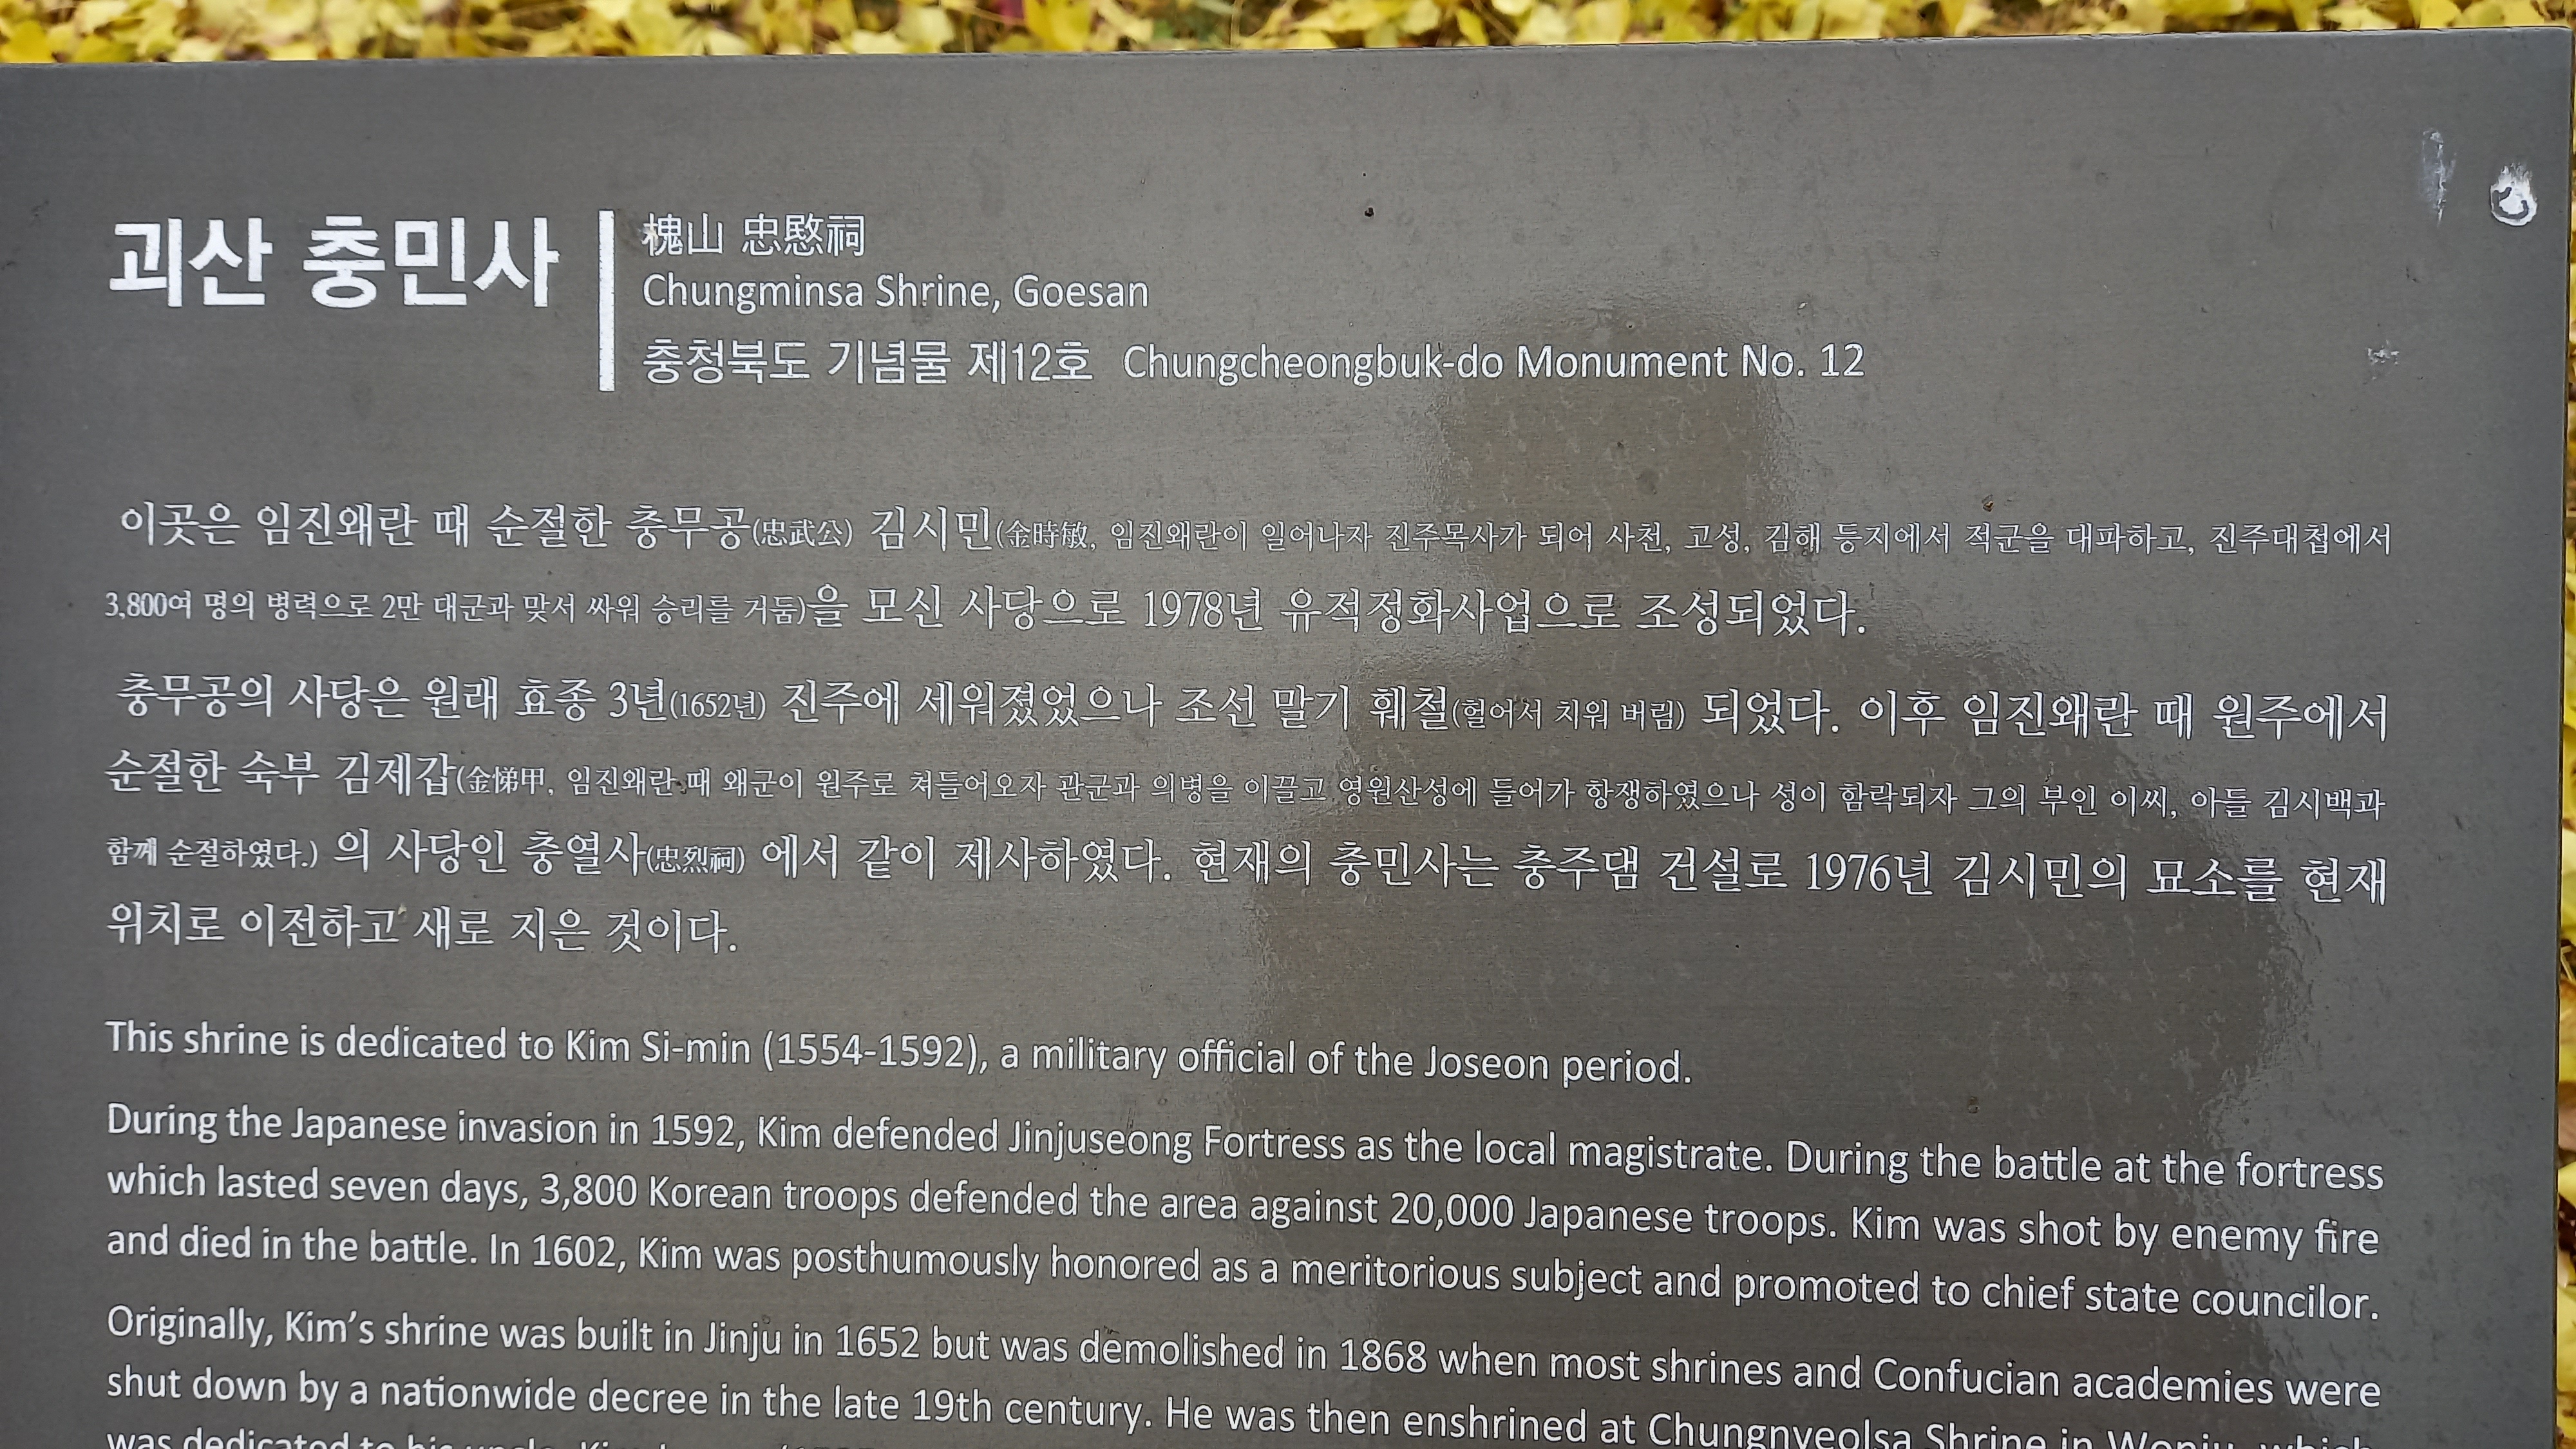 괴산 충민사
槐山 忠愍祠
Chungminsa Shrine, Goesan
충청북도 기념물 제12호 Chungcheongbuk-do Monument No. 12
이곳은 임진왜란 때 순절한 충무공(忠武公) 김시민(金時敏, 임진왜란이 일어나자 진주목사가 되어 사천, 고성, 김해 등지에서 적군을 대파하고, 진주대첩에서
3,800여 명의 병력으로 2만 대군과 맞서 싸워 승리를 거둠)을 모신 사당으로 1978년 유적정화사업으로 조성되었다.
충무공의 사당은 원래 효종 3년(1652년) 진주에 세워졌었으나 조선 말기 훼철(헐어서 치워 버림) 되었다. 이후 임진왜란 때 원주에서
순절한 숙부 김제갑(金悌甲, 임진왜란 때 왜군이 원주로 쳐들어오자 관군과 의병을 이끌고 영원산성에 들어가 항쟁하였으나 성이 함락되자 그의 부인 이씨, 아들 김시백과
함께 순절하였다.) 의 사당인 충열사(忠烈祠) 에서 같이 제사하였다. 현재의 충민사는 충주댐 건설로 1976년 김시민의 묘소를 현재
위치로 이전하고 새로 지은 것이다.
This shrine is dedicated to Kim Si-min (1554-1592), a military official of the Joseon period.
During the Japanese invasion in 1592, Kim defended Jinjuseong Fortress as the local magistrate. During the battle at the fortress
which lasted seven days, 3,800 Korean troops defended the area against 20,000 Japanese troops. Kim was shot by enemy fire
and died in the battle. In 1602, Kim was posthumously honored as a meritorious subject and promoted to chief state councilor.
Originally, Kim's shrine was built in Jinju in 1652 but was demolished in 1868 when most shrines and Confucian academies were
shut down by a nationwide decree in the late 19th century. He was then enshrined at Chungnyeolsa Shrine in Wonju, which
was dedicated to his uncle,